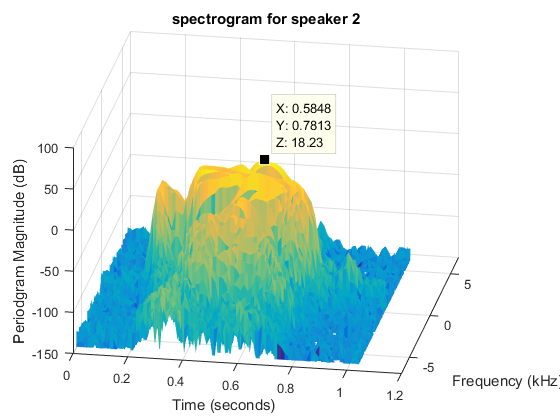 spectrogram for speaker 2
X: 0.5848
Y: 0.7813
Z: 18.23
100
50
0
-50
-100
-150
Periodgram Magnitude (dB)
0
0.2
0.4
0.6
0.8
1
1.2
Time (seconds)
5
0
-5
Frequency (kHz)